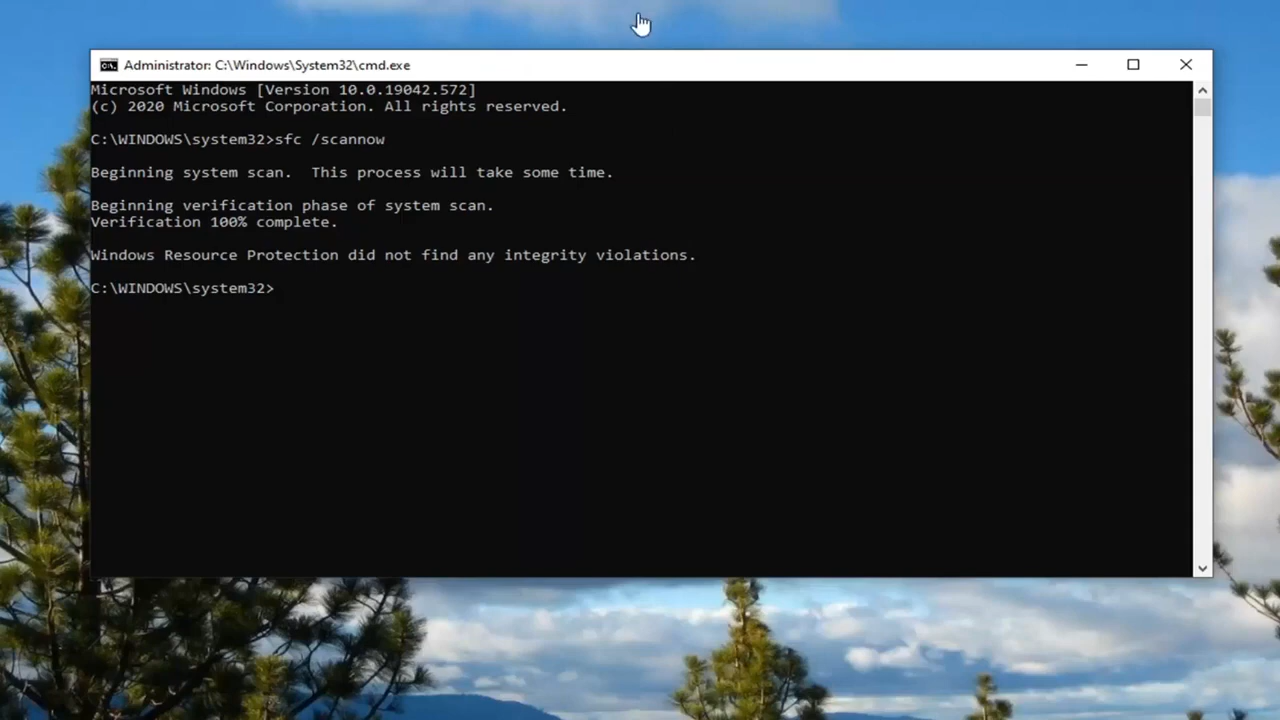 Administrator: C:\Windows\System32\cmd.exe
Microsoft Windows [Version 10.0.19042.572]
(c) 2020 Microsoft Corporation. All rights reserved.
C:\WINDOWS\system32>sfc /scannow
Beginning system scan.  This process will take some time.
Beginning verification phase of system scan.
Verification 100% complete.
Windows Resource Protection did not find any integrity violations.
C:\WINDOWS\system32>